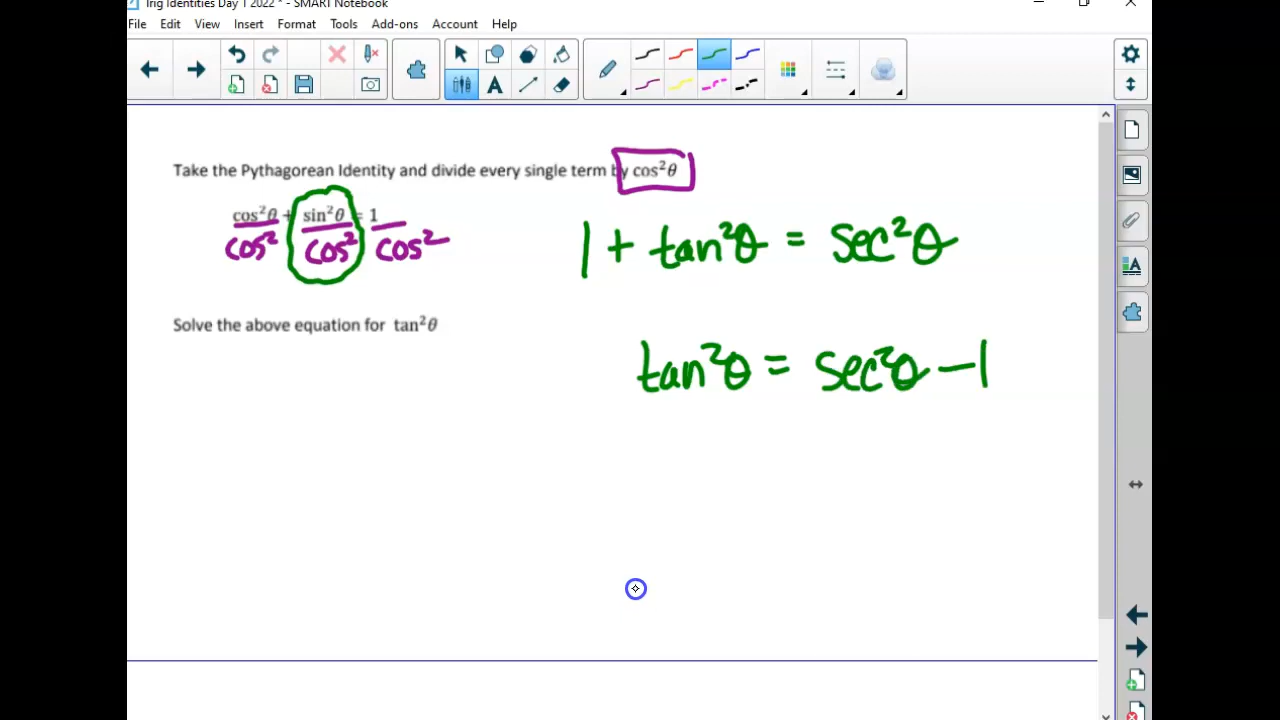 Trig Identities Day 1 2022 * - SMART Notebook
File Edit View Insert Format Tools Add-ons Account Help
Take the Pythagorean Identity and divide every single term by cos²θ
cos²θ + sin²θ = 1
cos² cos² cos²
1 + tan²θ = sec²θ
Solve the above equation for tan²θ
tan²θ = sec²θ - 1